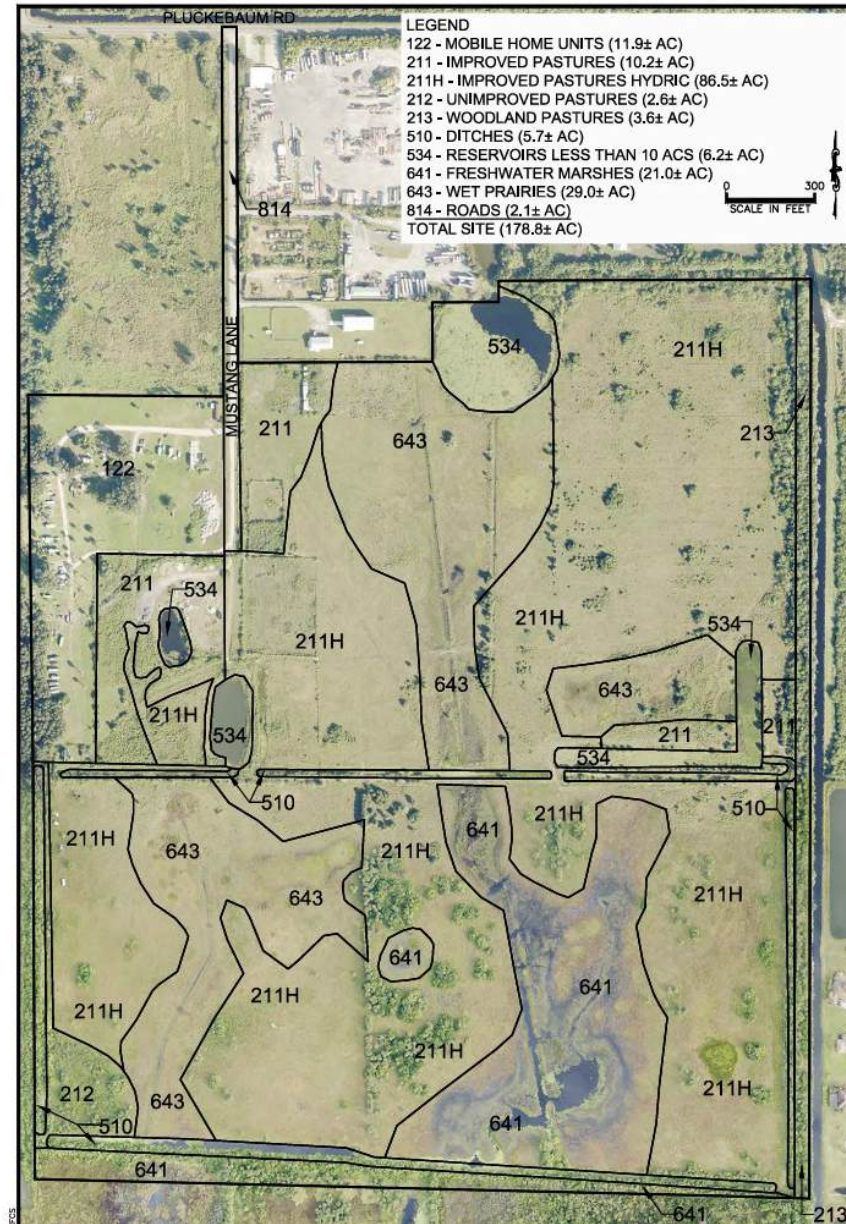 PLUCKEBAUM RD
LEGEND
122 - MOBILE HOME UNITS (11.9± AC)
211 - IMPROVED PASTURES (10.2± AC)
211H - IMPROVED PASTURES HYDRIC (86.5± AC)
212 - UNIMPROVED PASTURES (2.6± AC)
213 - WOODLAND PASTURES (3.6± AC)
510 - DITCHES (5.7± AC)
534 - RESERVOIRS LESS THAN 10 ACS (6.2± AC)
641 - FRESHWATER MARSHES (21.0± AC)
643 - WET PRAIRIES (29.0± AC)
814 - ROADS (2.1± AC)
TOTAL SITE (178.8± AC)
0 300
SCALE IN FEET
814
MUSTANG LANE
534
211H
211
643
213
122
211
534
211H
211H
534
643
643
211H
534
211
211
534
510
510
211H
643
641
211H
211H
643
211H
641
641
211H
211H
211H
211H
212
643
641
510
641
641
213
FCS